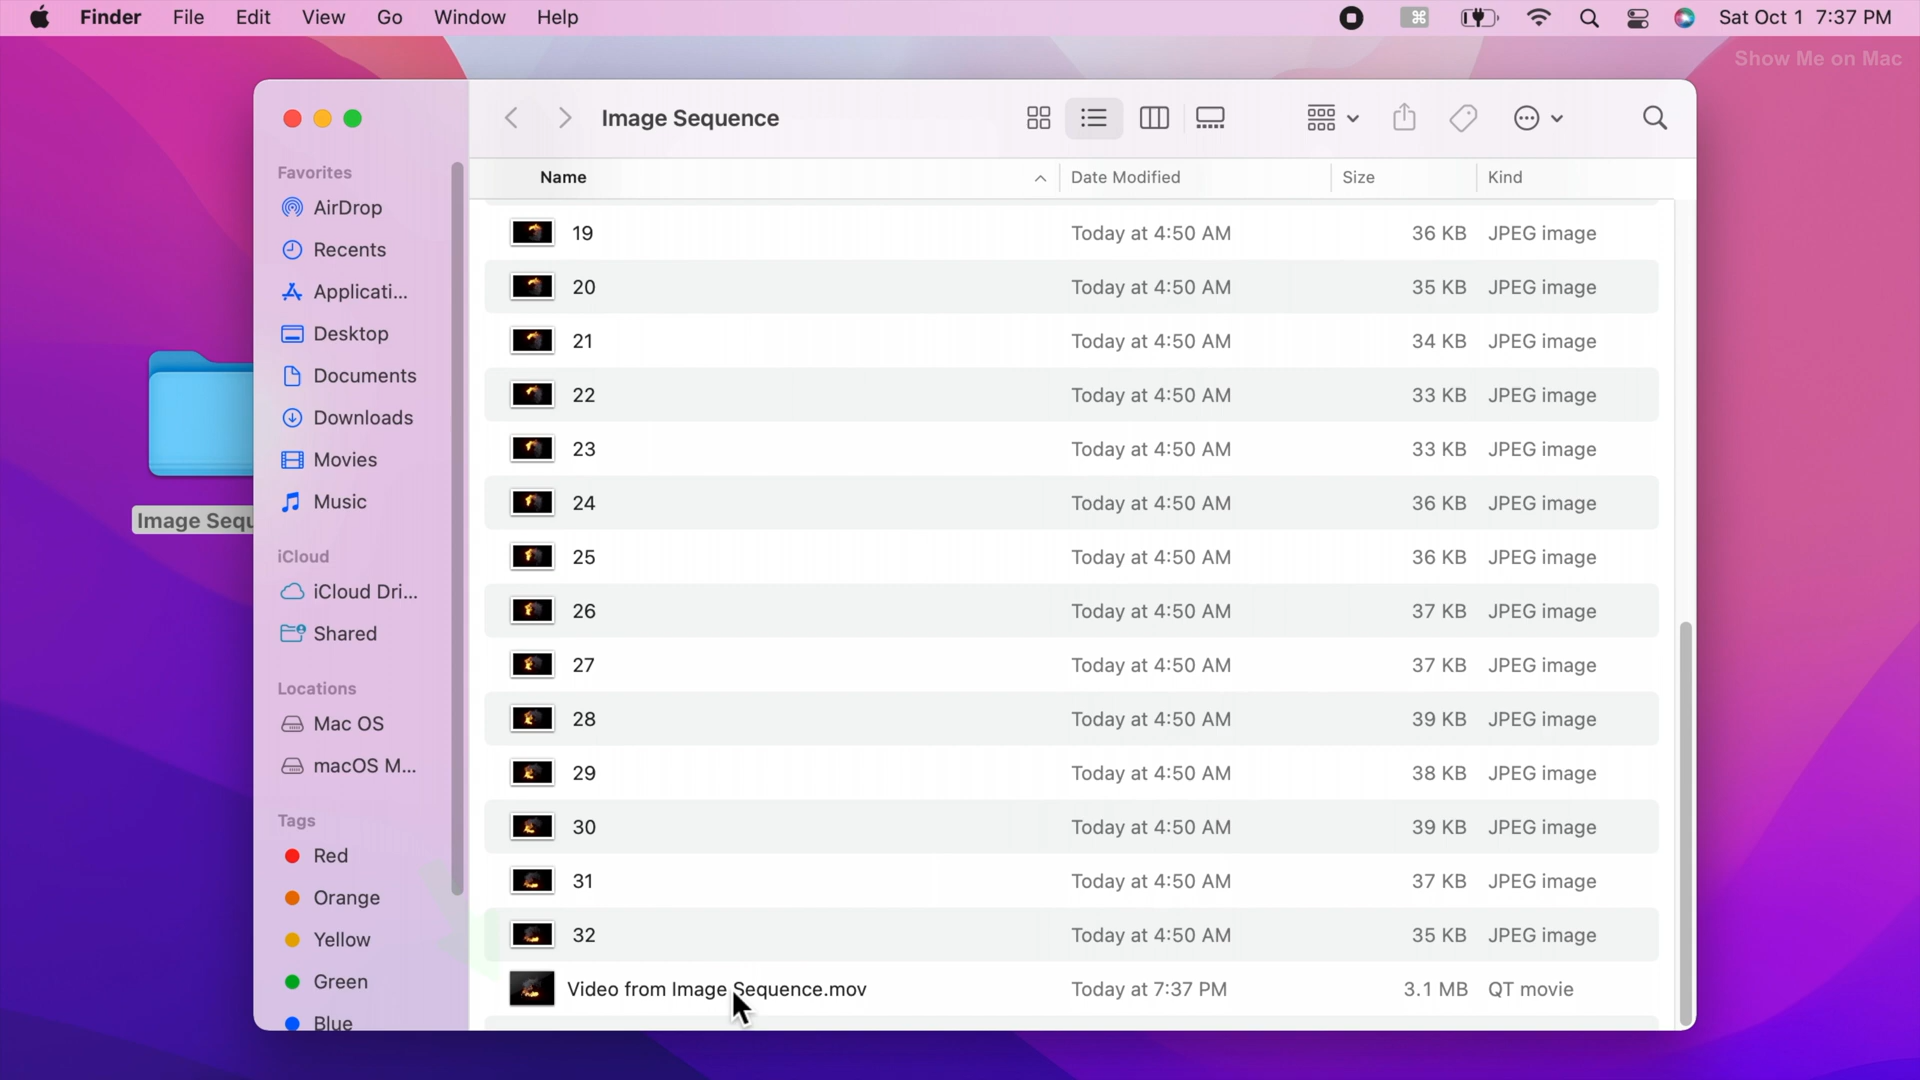 Finder File Edit View Go Window Help Sat Oct 1 7:37 PM
Show Me on Mac
Image Sequence
Name Date Modified Size Kind
Favorites
AirDrop
Recents
Applicati...
Desktop
Documents
Downloads
Movies
Music
iCloud
iCloud Dri...
Shared
Locations
Mac OS
macOS M...
Tags
Red
Orange
Yellow
Green
Blue
19 Today at 4:50 AM 36 KB JPEG image
20 Today at 4:50 AM 35 KB JPEG image
21 Today at 4:50 AM 34 KB JPEG image
22 Today at 4:50 AM 33 KB JPEG image
23 Today at 4:50 AM 33 KB JPEG image
24 Today at 4:50 AM 36 KB JPEG image
25 Today at 4:50 AM 36 KB JPEG image
26 Today at 4:50 AM 37 KB JPEG image
27 Today at 4:50 AM 37 KB JPEG image
28 Today at 4:50 AM 39 KB JPEG image
29 Today at 4:50 AM 38 KB JPEG image
30 Today at 4:50 AM 39 KB JPEG image
31 Today at 4:50 AM 37 KB JPEG image
32 Today at 4:50 AM 35 KB JPEG image
Video from Image Sequence.mov Today at 7:37 PM 3.1 MB QT movie
Image Sequ